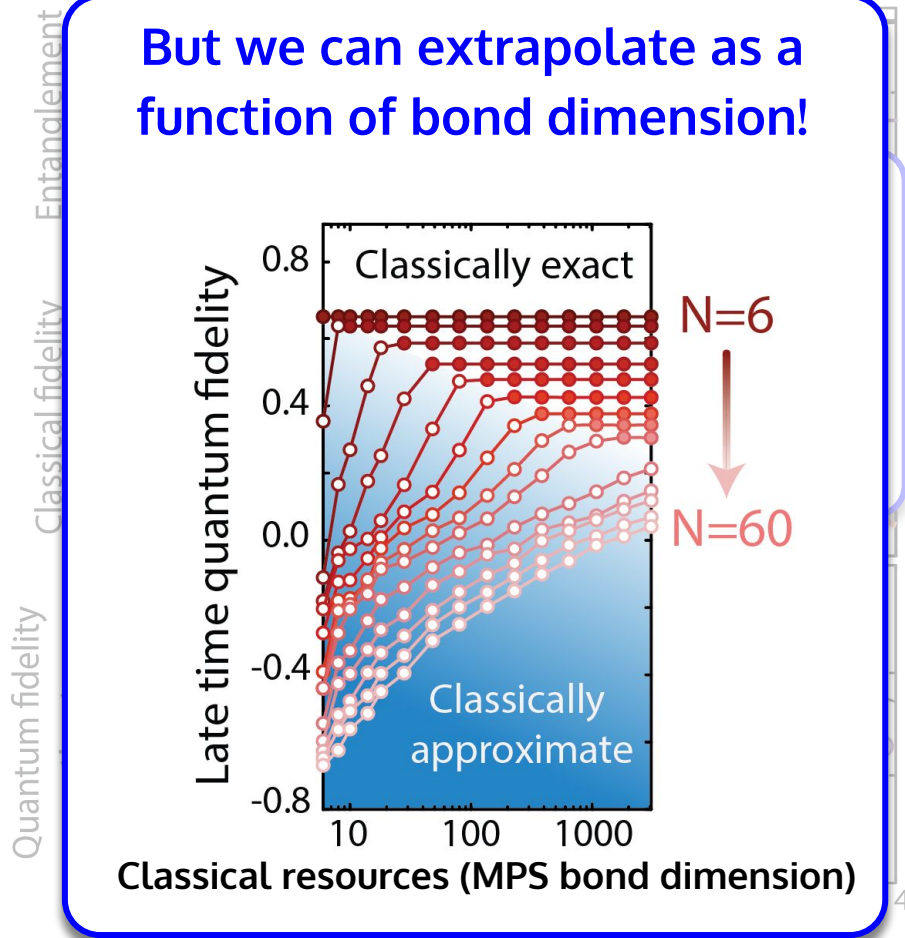 But we can extrapolate as a
function of bond dimension!
Entanglement
Classical fidelity
Quantum fidelity
Late time quantum fidelity
0.8
0.4
0.0
-0.4
-0.8
Classically exact
Classically
approximate
N=6
N=60
10
100
1000
Classical resources (MPS bond dimension)
4